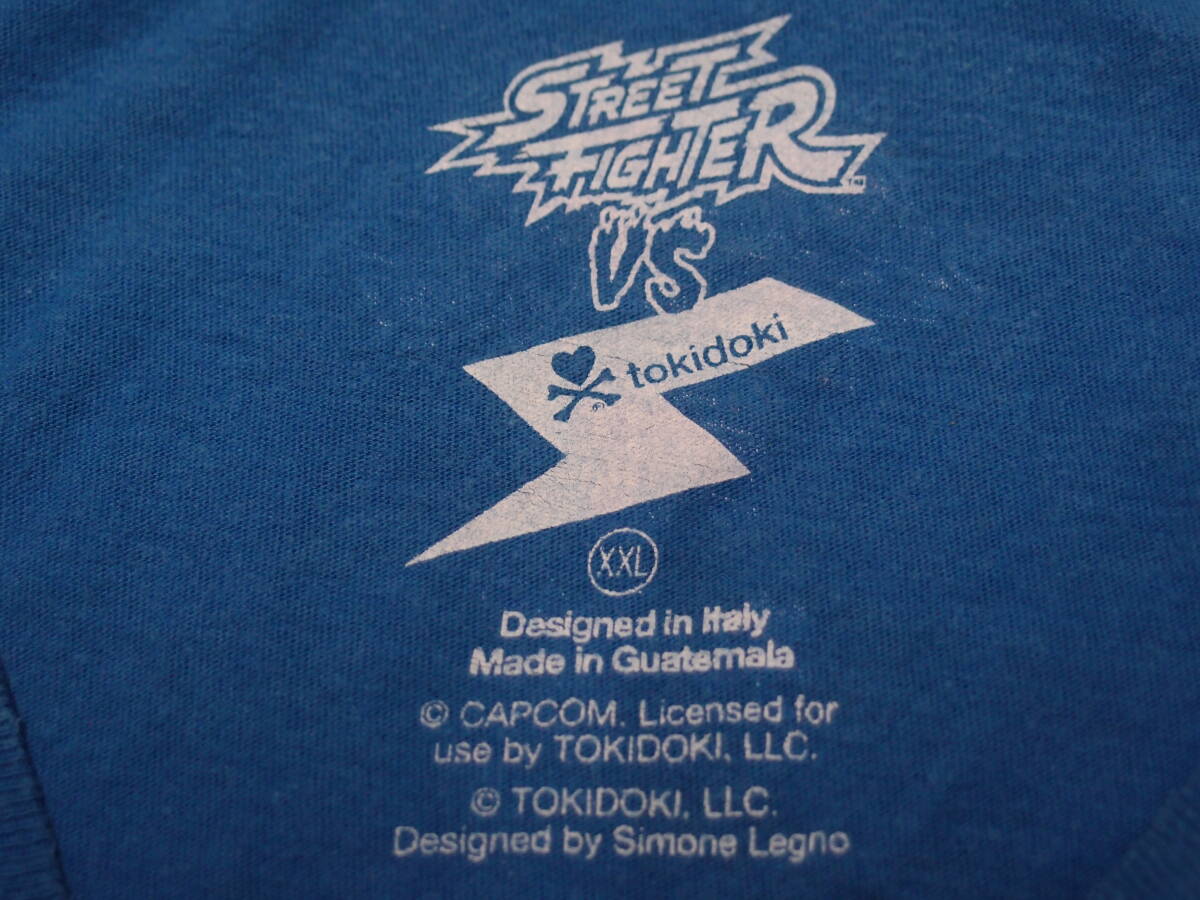 STREET
FIGHTER™
VS
tokidoki
®
XXL
Designed in Italy
Made in Guatemala
© CAPCOM. Licensed for
use by TOKIDOKI, LLC.
© TOKIDOKI, LLC.
Designed by Simone Legno